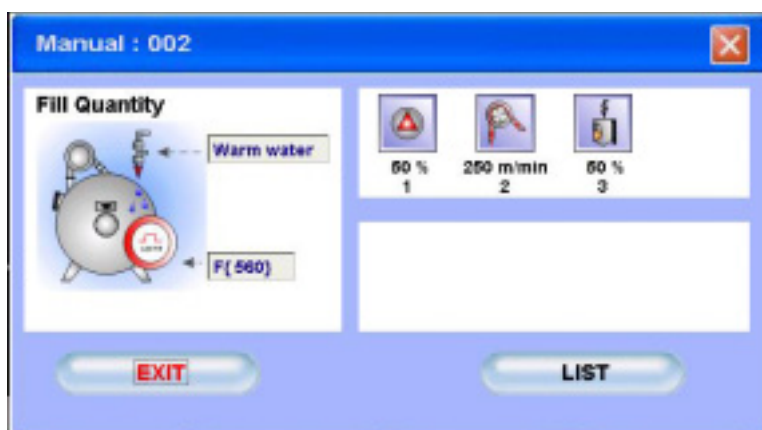 Manual : 002
Fill Quantity
Warm water
F( 560)
50 % 250 m/min 50 %
1 2 3
EXIT LIST